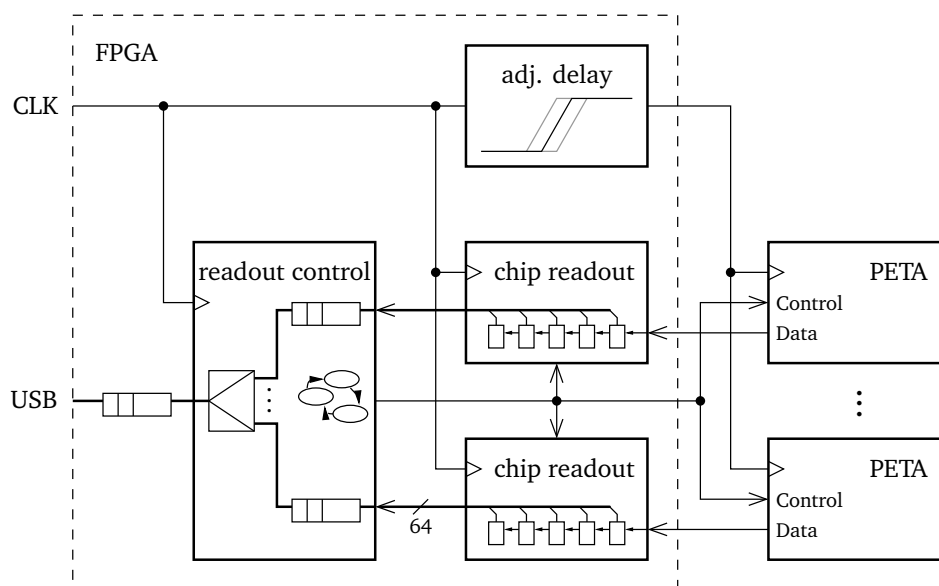 FPGA
adj. delay
CLK
readout control
chip readout
PETA
Control
Data
USB
chip readout
PETA
Control
64
Data